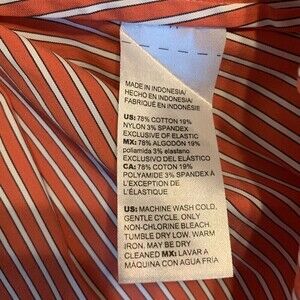 MADE IN INDONESIA/
HECHO EN INDONESIA/
FABRIQUÉ EN INDONÉSIE
US: 78% COTTON 19%
NYLON 3% SPANDEX
EXCLUSIVE OF ELASTIC
MX: 78% ALGODÓN 19%
poliamida 3% elastano
EXCLUSIVO DEL ELASTICO
CA: 78% COTON 19%
POLYAMIDE 3% SPANDEX À
L'EXCEPTION DE
L'ÉLASTIQUE
US: MACHINE WASH COLD,
GENTLE CYCLE. ONLY
NON-CHLORINE BLEACH.
TUMBLE DRY LOW, WARM
IRON. MAY BE DRY
CLEANED MX: LAVAR A
MÁQUINA CON AGUA FRIA